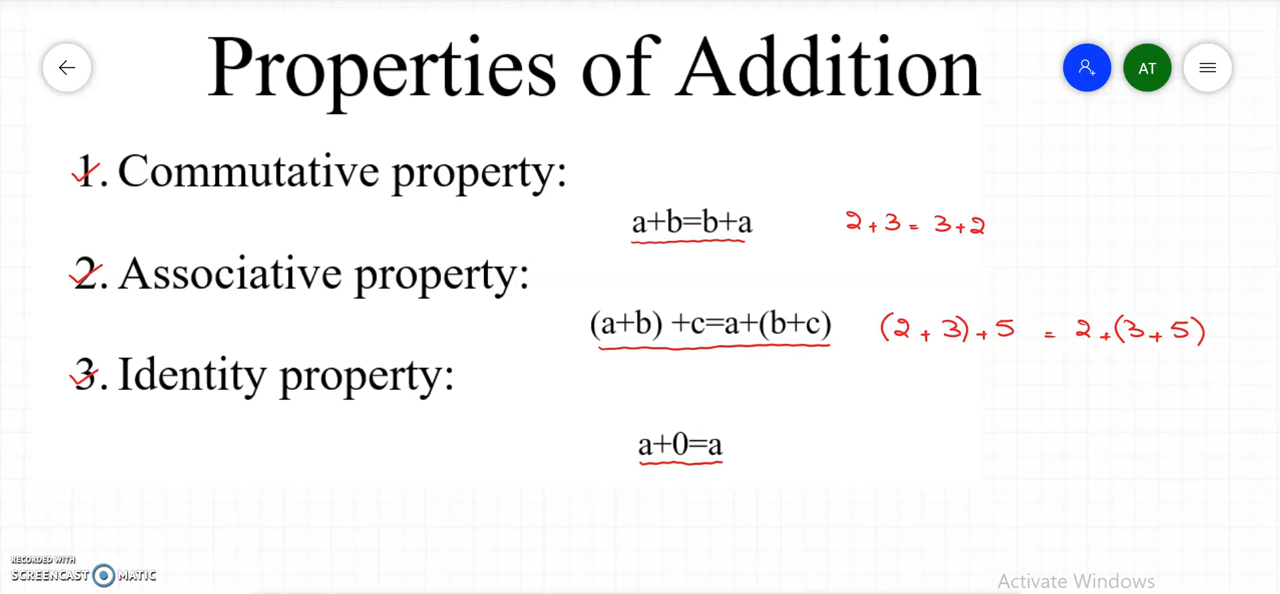 Properties of Addition
AT
1. Commutative property:
a+b=b+a 2+3=3+2
2. Associative property:
(a+b) +c=a+(b+c) (2+3)+5 = 2+(3+5)
3. Identity property:
a+0=a
RECORDED WITH
SCREENCAST MATIC
Activate Windows